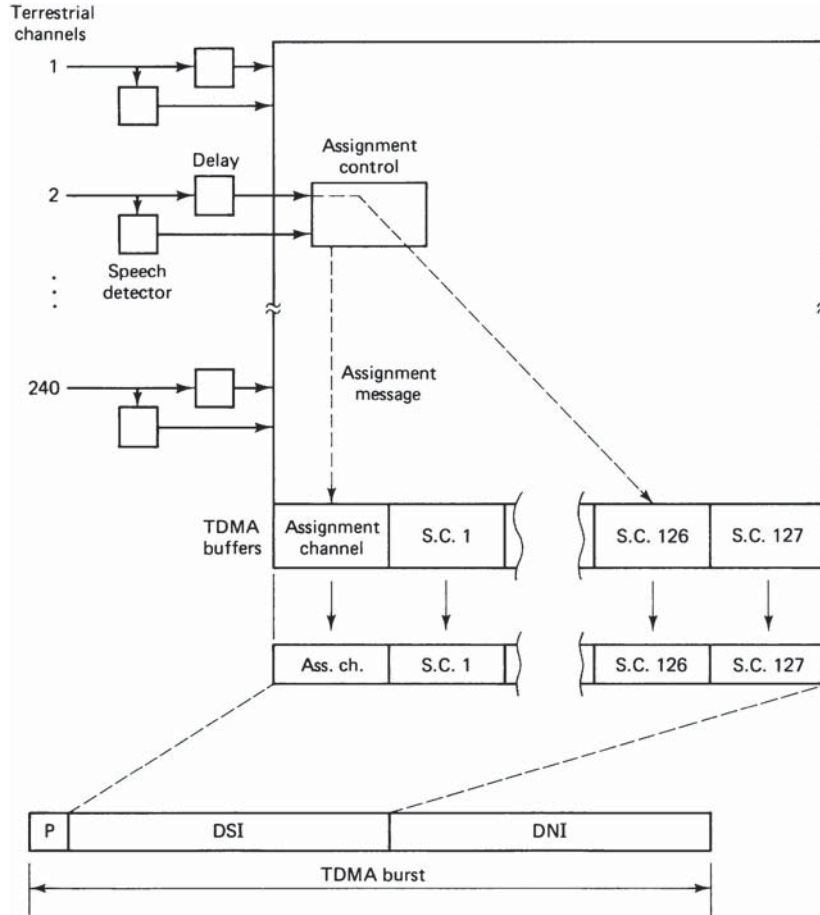 Terrestrial
channels
1
Delay
Assignment
control
2
Speech
detector
Assignment
message
240
TDMA
buffers
Assignment
channel
S.C. 1
S.C. 126
S.C. 127
Ass. ch.
S.C. 1
S.C. 126
S.C. 127
P
DSI
DNI
TDMA burst